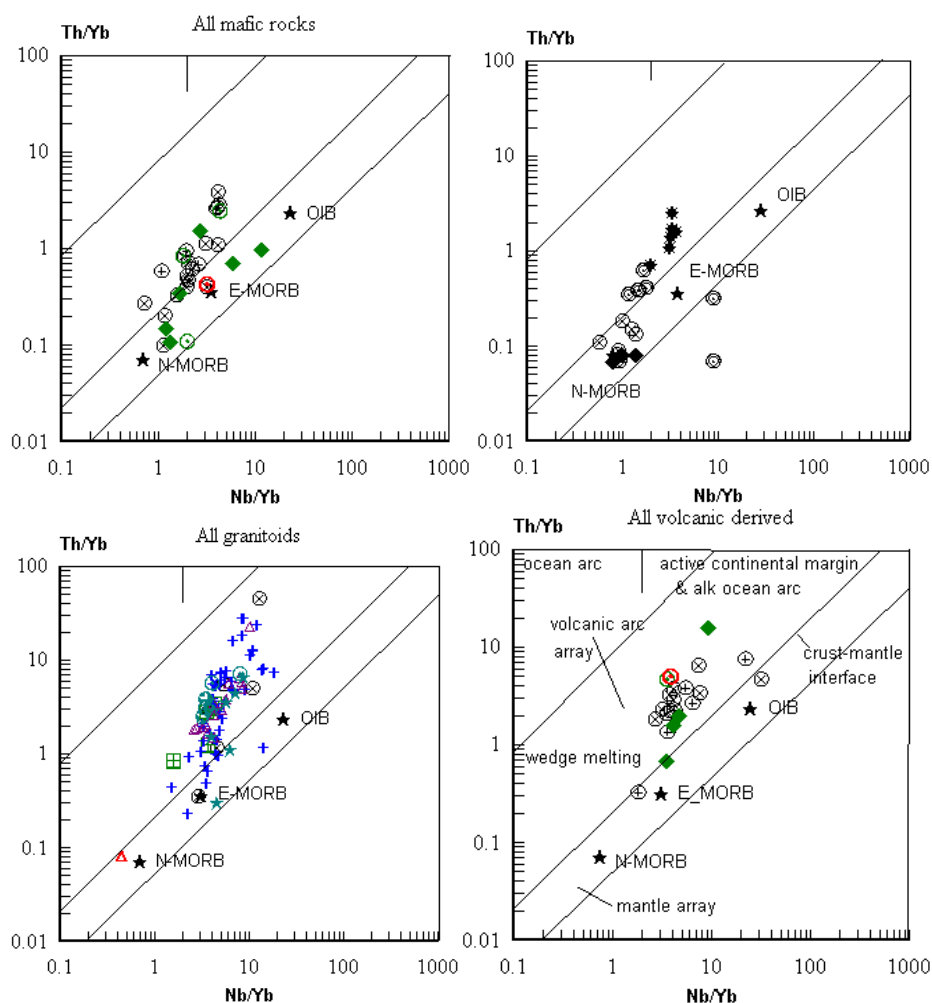 All mafic rocks
Th/Yb
100
10
1
0.1
0.01
OIB
E-MORB
N-MORB
0.1 1 10 100 1000
Nb/Yb
Th/Yb
100
10
1
0.1
0.01
OIB
E-MORB
N-MORB
0.1 1 10 100 1000
Nb/Yb
All granitoids
Th/Yb
100
10
1
0.1
0.01
OIB
E-MORB
N-MORB
0.1 1 10 100 1000
Nb/Yb
All volcanic derived
Th/Yb
100
10
1
0.1
0.01
ocean arc
active continental margin
& alk ocean arc
volcanic arc
array
crust-mantle
interface
OIB
wedge melting
E_MORB
N-MORB
mantle array
0.1 1 10 100 1000
Nb/Yb